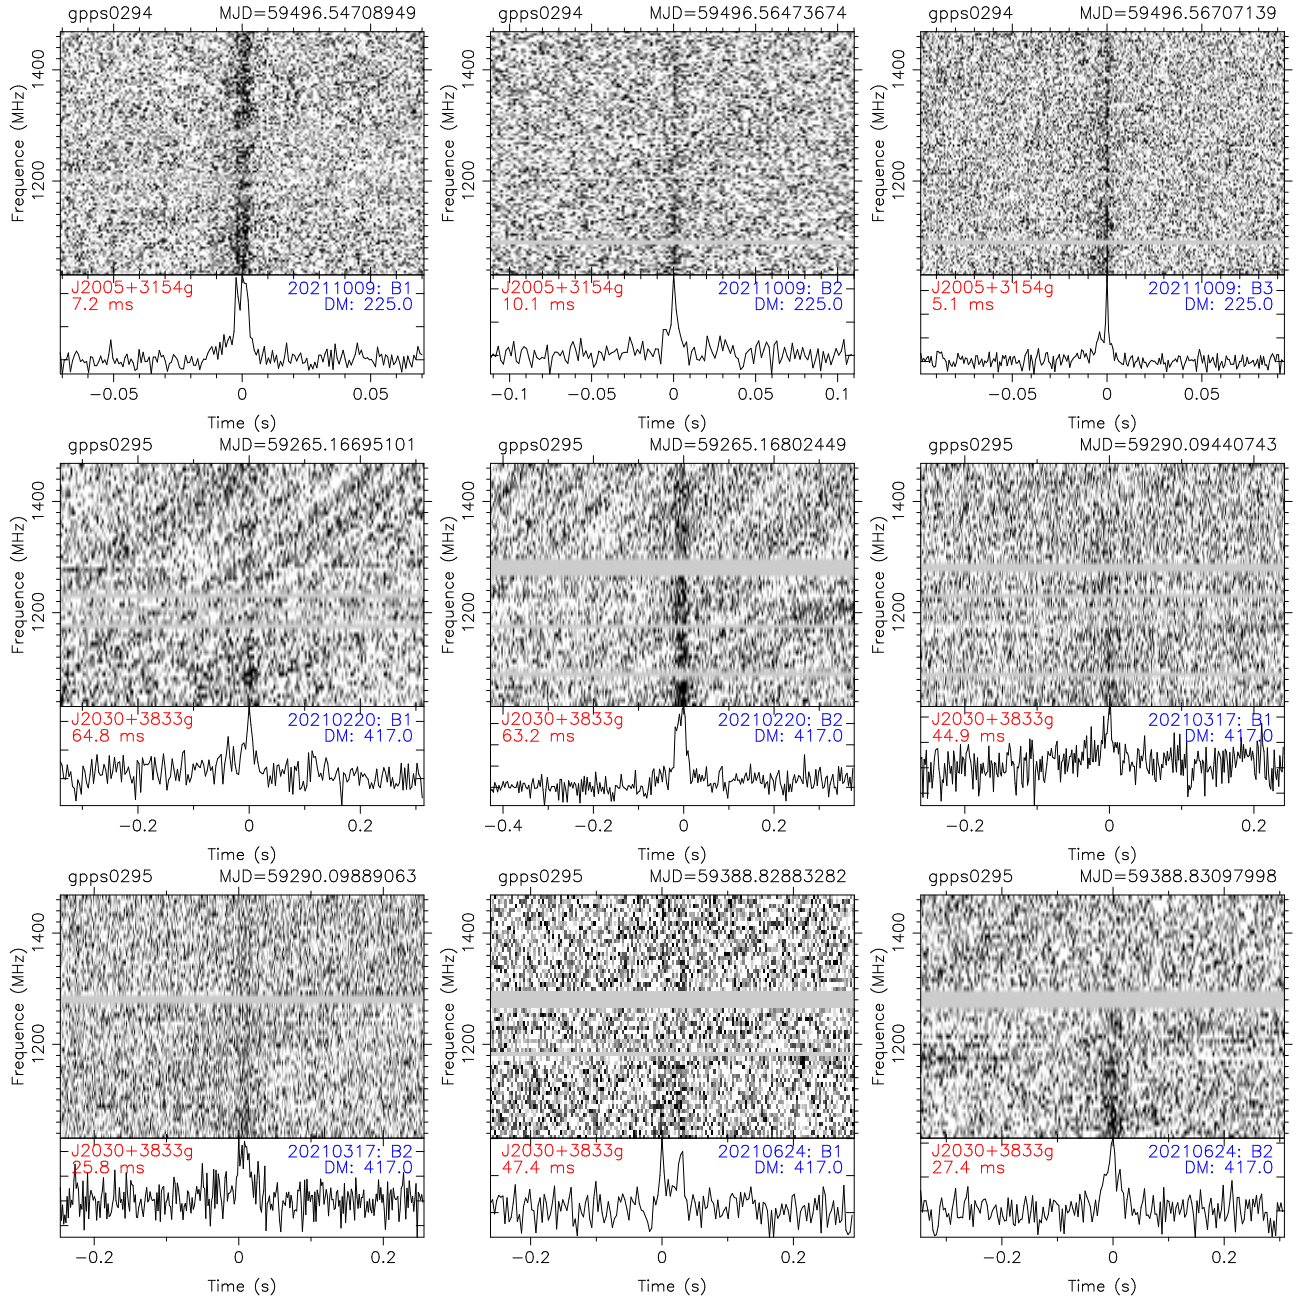 gpps0294 MJD=59496.54708949
Frequence (MHz)
1400
1200
J2005+3154g 20211009: B1
7.2 ms DM: 225.0
−0.05 0 0.05
Time (s)
gpps0294 MJD=59496.56473674
Frequence (MHz)
1400
1200
J2005+3154g 20211009: B2
10.1 ms DM: 225.0
−0.1 −0.05 0 0.05 0.1
Time (s)
gpps0294 MJD=59496.56707139
Frequence (MHz)
1400
1200
J2005+3154g 20211009: B3
5.1 ms DM: 225.0
−0.05 0 0.05
Time (s)
gpps0295 MJD=59265.16695101
Frequence (MHz)
1400
1200
J2030+3833g 20210220: B1
64.8 ms DM: 417.0
−0.2 0 0.2
Time (s)
gpps0295 MJD=59265.16802449
Frequence (MHz)
1400
1200
J2030+3833g 20210220: B2
63.2 ms DM: 417.0
−0.4 −0.2 0 0.2
Time (s)
gpps0295 MJD=59290.09440743
Frequence (MHz)
1400
1200
J2030+3833g 20210317: B1
44.9 ms DM: 417.0
−0.2 0 0.2
Time (s)
gpps0295 MJD=59290.09889063
Frequence (MHz)
1400
1200
J2030+3833g 20210317: B2
25.8 ms DM: 417.0
−0.2 0 0.2
Time (s)
gpps0295 MJD=59388.82883282
Frequence (MHz)
1400
1200
J2030+3833g 20210624: B1
47.4 ms DM: 417.0
−0.2 0 0.2
Time (s)
gpps0295 MJD=59388.83097998
Frequence (MHz)
1400
1200
J2030+3833g 20210624: B2
27.4 ms DM: 417.0
−0.2 0 0.2
Time (s)